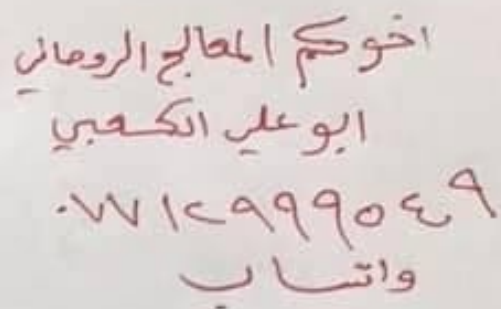 اخوكم المعالج الروحاني
ابو علي الكعبي
٠٧٧١٢٩٩٩٥٤٩
واتساب